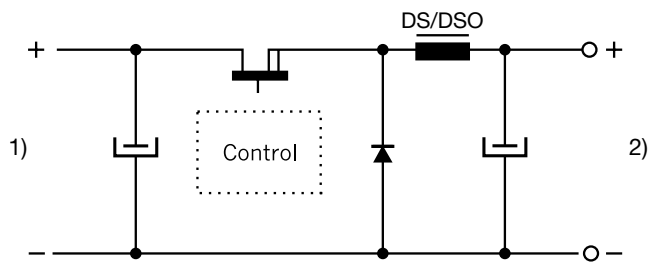 DS/DSO
+ +
1) Control 2)
− −